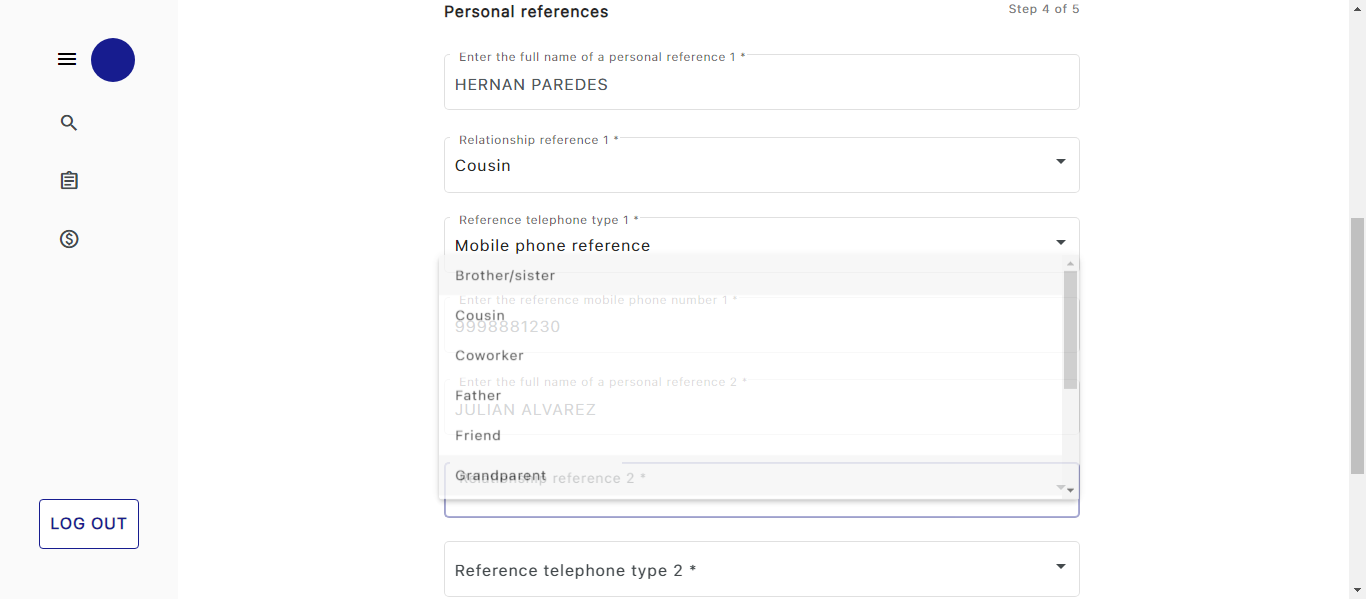 Personal references
Step 4 of 5
Enter the full name of a personal reference 1 *
HERNAN PAREDES
Relationship reference 1 *
Cousin
Reference telephone type 1 *
Mobile phone reference
Brother/sister
Enter the reference mobile phone number 1 *
Cousin
9998881230
Coworker
Enter the full name of a personal reference 2 *
Father
JULIAN ALVAREZ
Friend
Grandparent
Relationship reference 2 *
LOG OUT
Reference telephone type 2 *